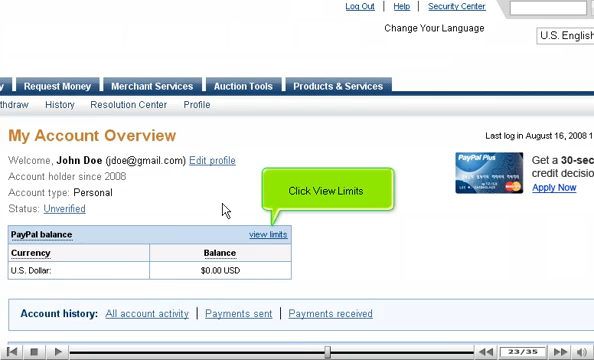 Log Out | Help | Security Center
Change Your Language
U.S. English
Request Money Merchant Services Auction Tools Products & Services
thdraw History Resolution Center Profile
My Account Overview
Last log in August 16, 2008 1
Welcome, John Doe (jdoe@gmail.com) Edit profile
Account holder since 2008
Account type: Personal
Status: Unverified
PayPal Plus
Get a 30-sec
credit decisio
Apply Now
Click View Limits
PayPal balance view limits
Currency Balance
U.S. Dollar: $0.00 USD
Account history: All account activity | Payments sent | Payments received
23/35